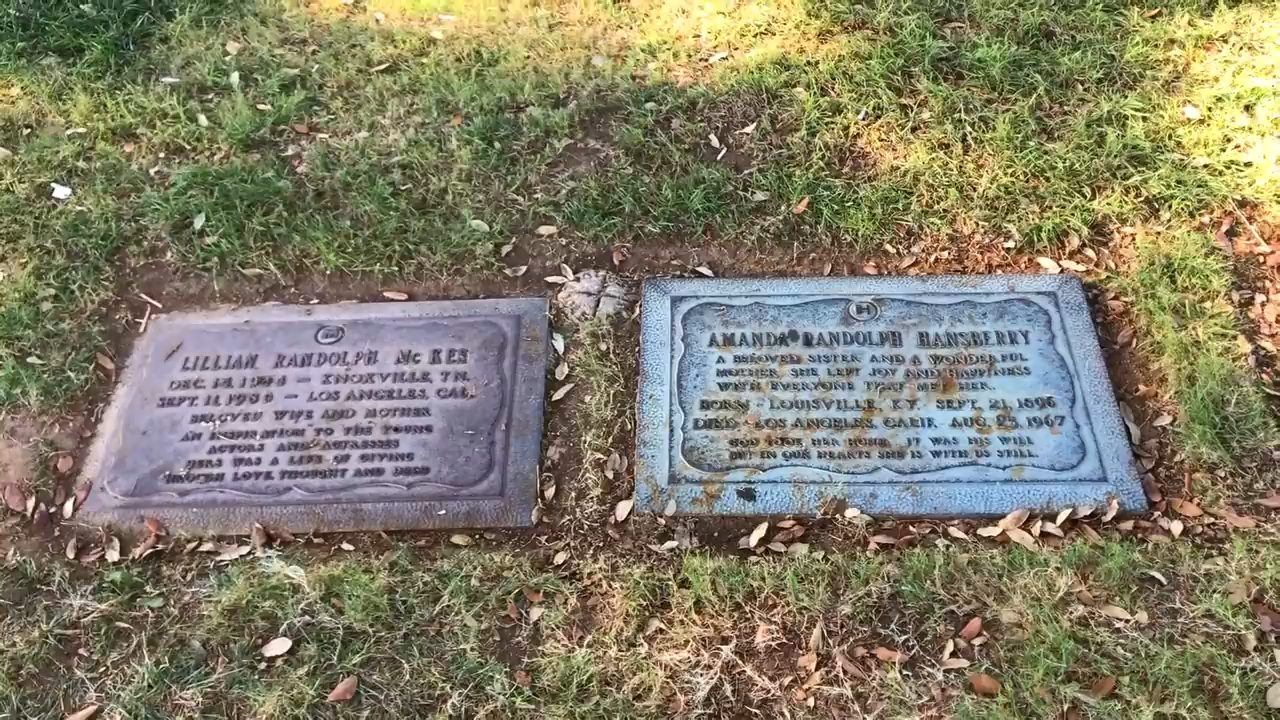 LILLIAN RANDOLPH MC KEE
DEC. 14, 1898 — KNOXVILLE, TN.
SEPT. 11, 1980 — LOS ANGELES, CAL.
BELOVED WIFE AND MOTHER
AN INSPIRATION TO THE YOUNG
ACTORS AND ACTRESSES
HERS WAS A LIFE OF GIVING
THROUGH LOVE, THOUGHT AND DEED
H
AMANDA RANDOLPH HANSBERRY
A BELOVED SISTER AND A WONDERFUL
MOTHER. SHE LEFT JOY AND HAPPINESS
WITH EVERYONE THAT MET HER.
BORN - LOUISVILLE, KY. SEPT. 21, 1896
DIED - LOS ANGELES, CALIF. AUG. 23, 1967
GOD TOOK HER HOME, IT WAS HIS WILL
BUT IN OUR HEARTS SHE IS WITH US STILL.